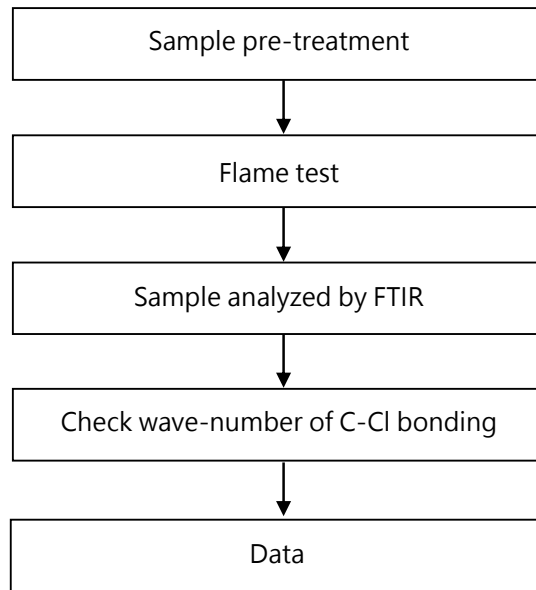 Sample pre-treatment
Flame test
Sample analyzed by FTIR
Check wave-number of C-Cl bonding
Data